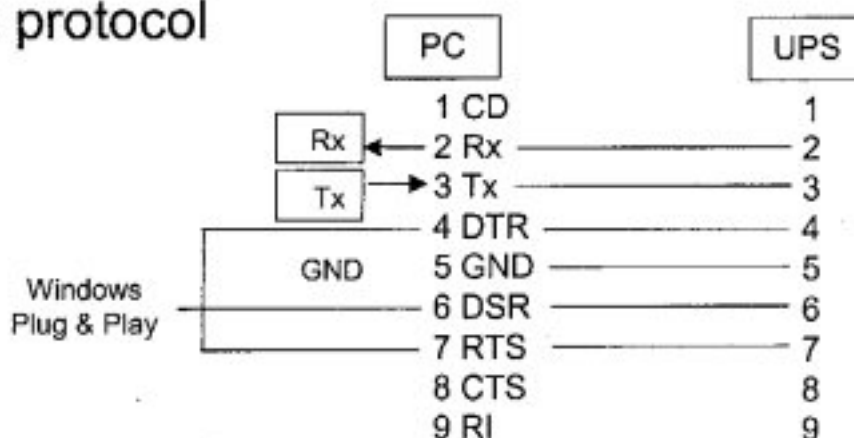 protocol
PC UPS
1 CD 1
Rx 2 Rx 2
Tx 3 Tx 3
4 DTR 4
GND 5 GND 5
Windows
Plug & Play
6 DSR 6
7 RTS 7
8 CTS 8
9 RI 9